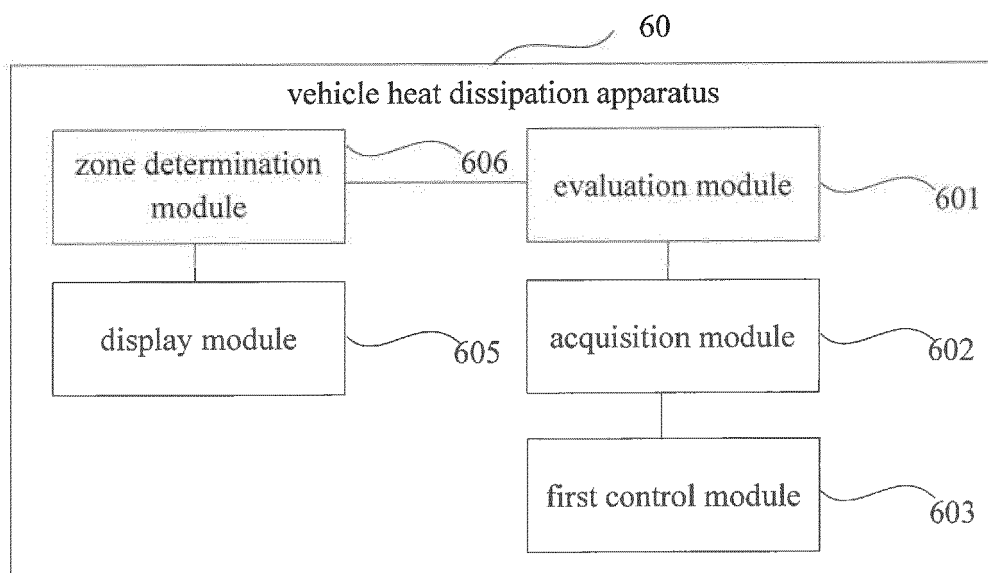 60
vehicle heat dissipation apparatus
zone determination
module
606
evaluation module
601
display module
605
acquisition module
602
first control module
603